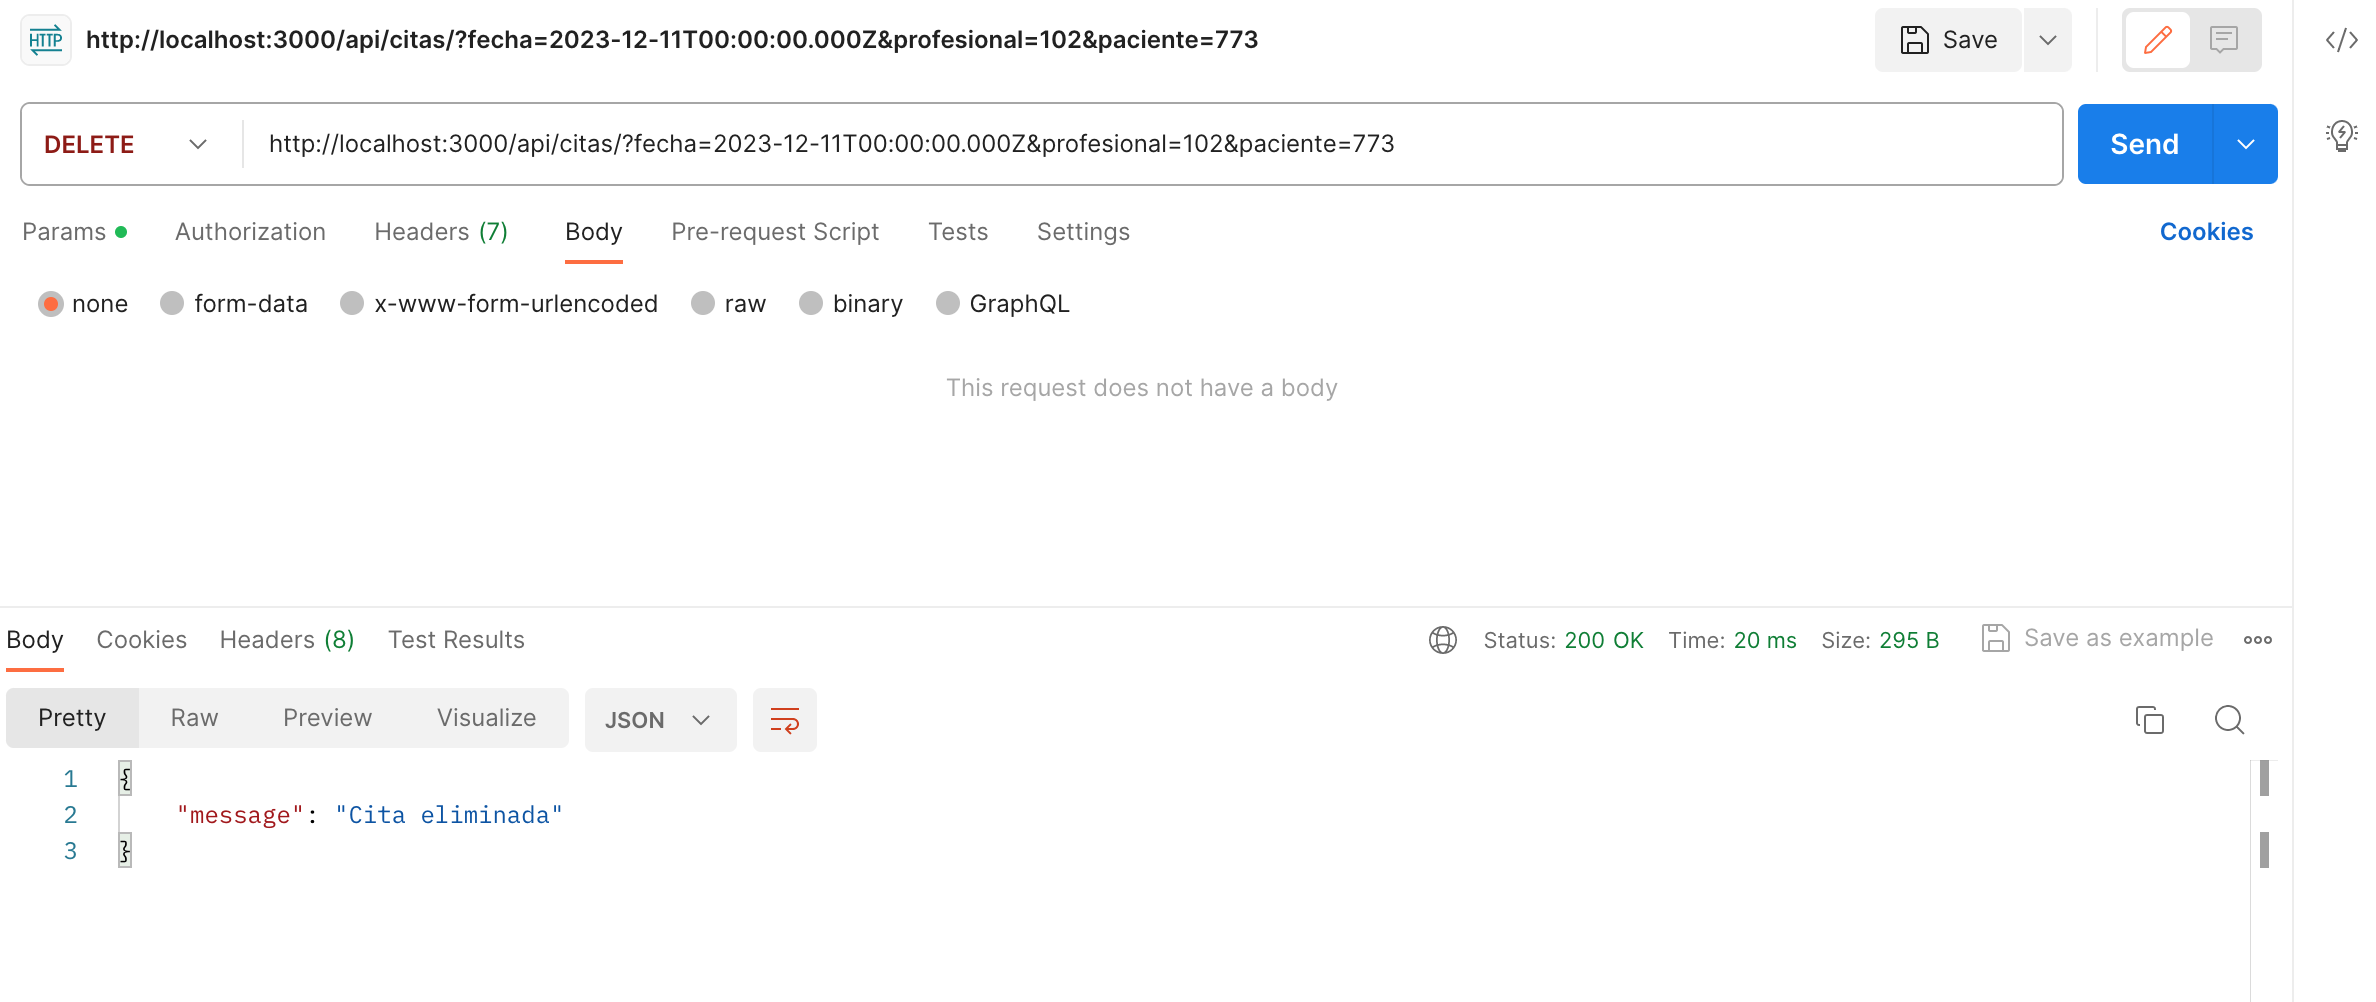 HTTP http://localhost:3000/api/citas/?fecha=2023-12-11T00:00:00.000Z&profesional=102&paciente=773 Save
DELETE http://localhost:3000/api/citas/?fecha=2023-12-11T00:00:00.000Z&profesional=102&paciente=773 Send
Params Authorization Headers (7) Body Pre-request Script Tests Settings Cookies
none form-data x-www-form-urlencoded raw binary GraphQL
This request does not have a body
Body Cookies Headers (8) Test Results Status: 200 OK Time: 20 ms Size: 295 B Save as example
Pretty Raw Preview Visualize JSON
1 {
2 "message": "Cita eliminada"
3 }